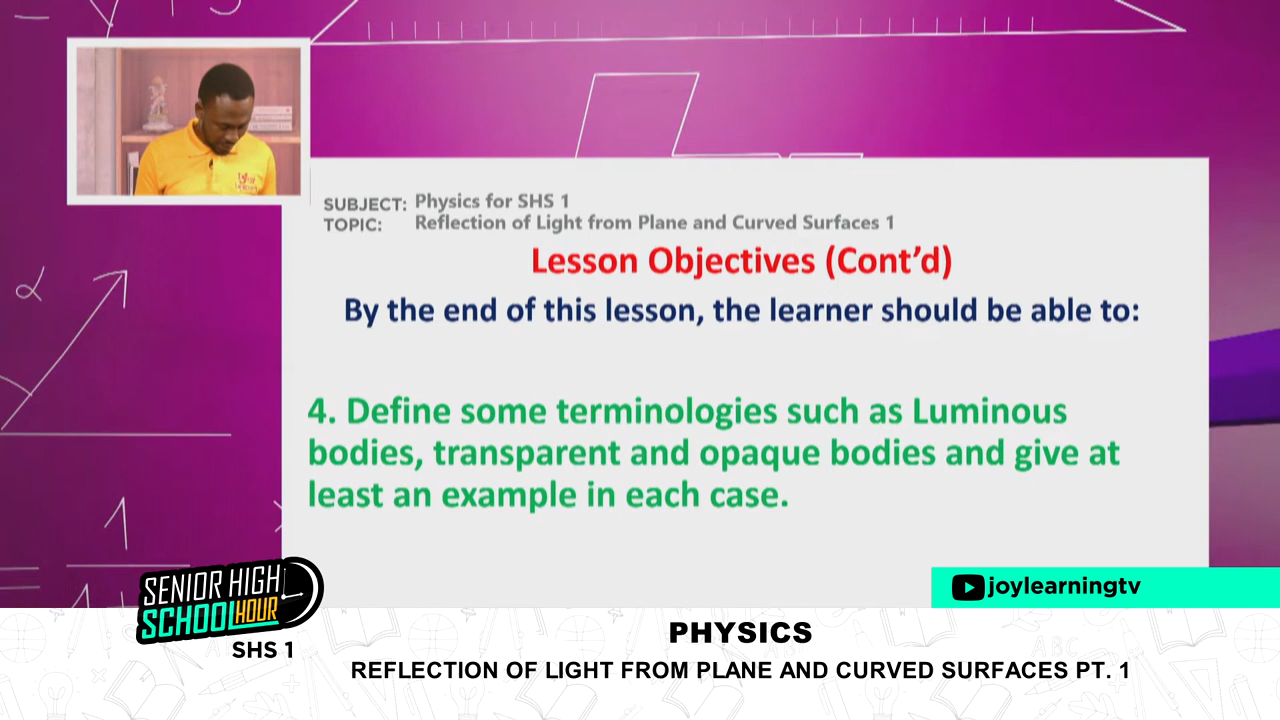 SUBJECT: Physics for SHS 1
TOPIC: Reflection of Light from Plane and Curved Surfaces 1
Lesson Objectives (Cont’d)
By the end of this lesson, the learner should be able to:
4. Define some terminologies such as Luminous
bodies, transparent and opaque bodies and give at
least an example in each case.
α
1
joylearningtv
SENIOR HIGH
SCHOOL HOUR
SHS 1
PHYSICS
REFLECTION OF LIGHT FROM PLANE AND CURVED SURFACES PT. 1
ABC